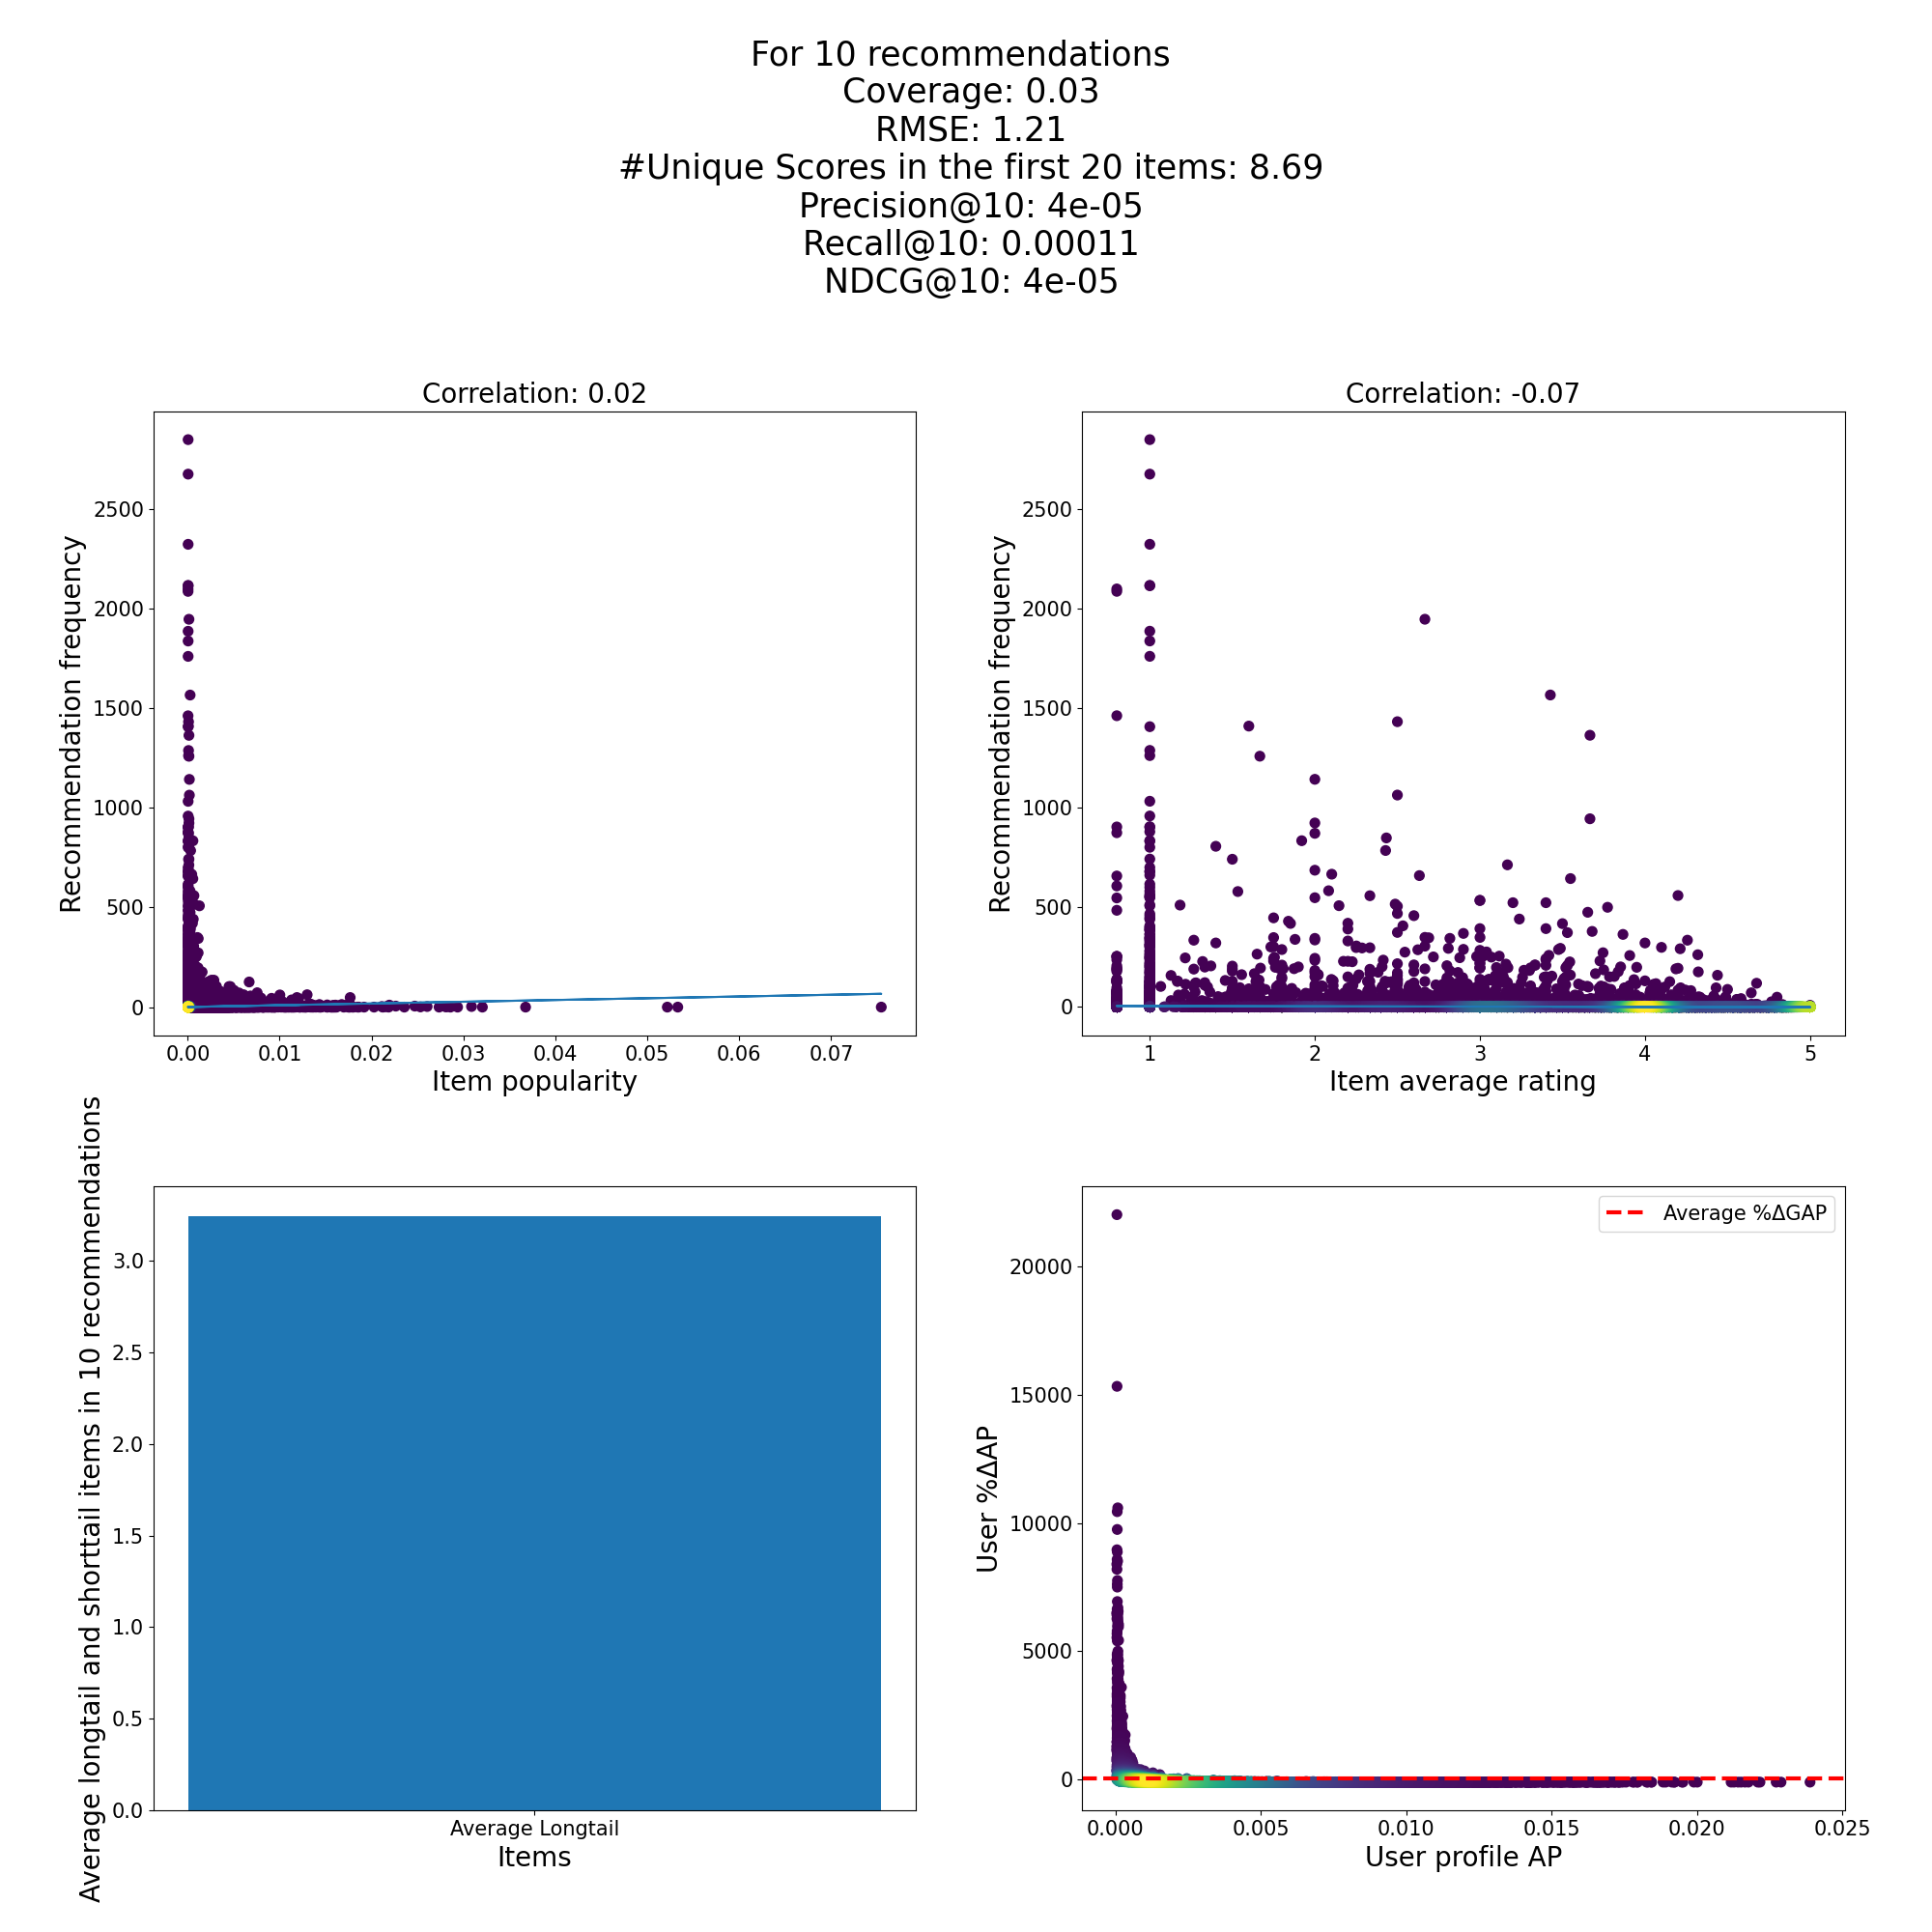 For 10 recommendations
Coverage: 0.03
RMSE: 1.21
#Unique Scores in the first 20 items: 8.69
Precision@10: 4e-05
Recall@10: 0.00011
NDCG@10: 4e-05
Correlation: 0.02
Recommendation frequency
2500
2000
1500
1000
500
0
0.00 0.01 0.02 0.03 0.04 0.05 0.06 0.07
Item popularity
Correlation: -0.07
Recommendation frequency
2500
2000
1500
1000
500
0
1 2 3 4 5
Item average rating
Average longtail and shorttail items in 10 recommendations
3.0
2.5
2.0
1.5
1.0
0.5
0.0
Average Longtail
Items
Average %ΔGAP
User %ΔAP
20000
15000
10000
5000
0
0.000 0.005 0.010 0.015 0.020 0.025
User profile AP